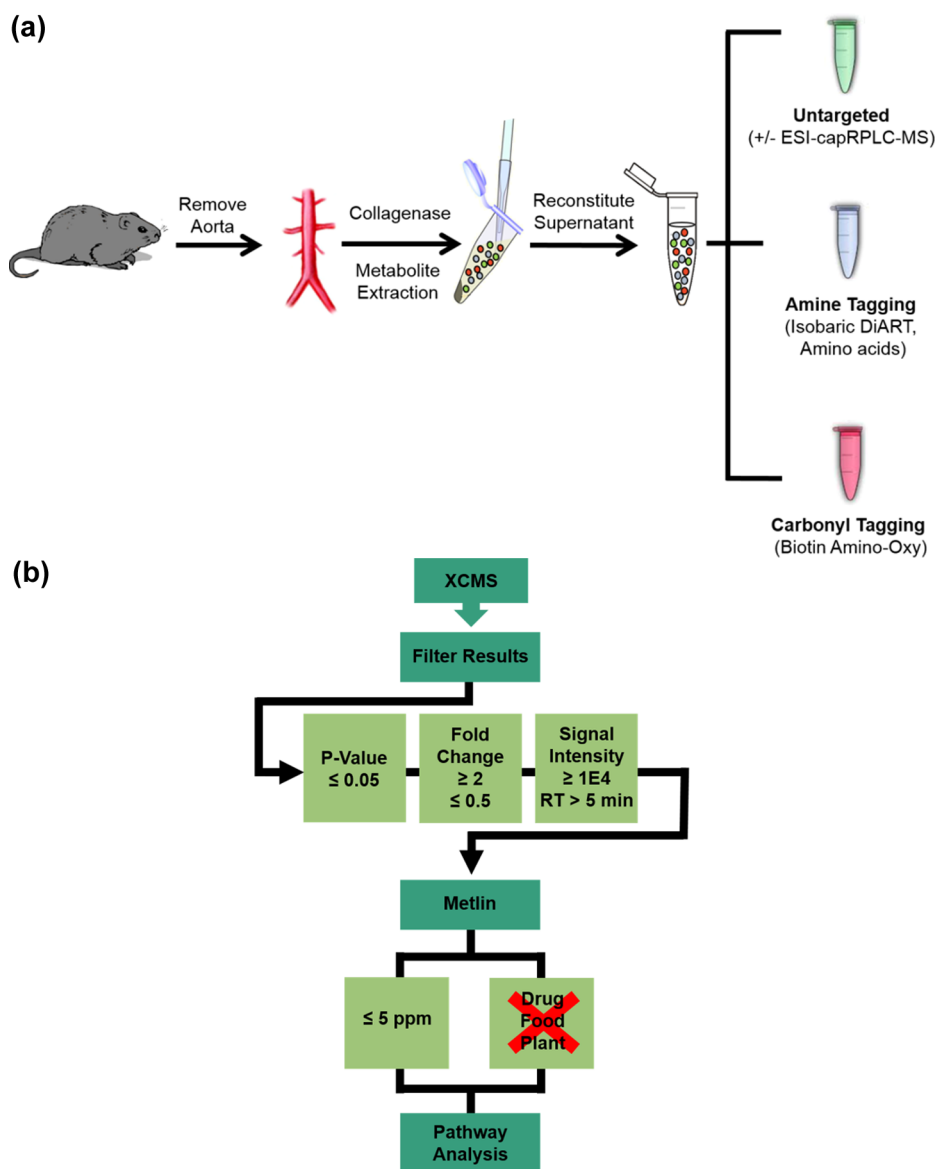 (a)
Remove
Aorta
Collagenase
Metabolite
Extraction
Reconstitute
Supernatant
Untargeted
(+/- ESI-capRPLC-MS)
Amine Tagging
(Isobaric DiART,
Amino acids)
Carbonyl Tagging
(Biotin Amino-Oxy)
(b)
XCMS
Filter Results
P-Value
≤ 0.05
Fold
Change
≥ 2
≤ 0.5
Signal
Intensity
≥ 1E4
RT > 5 min
Metlin
≤ 5 ppm
Drug
Food
Plant
Pathway
Analysis